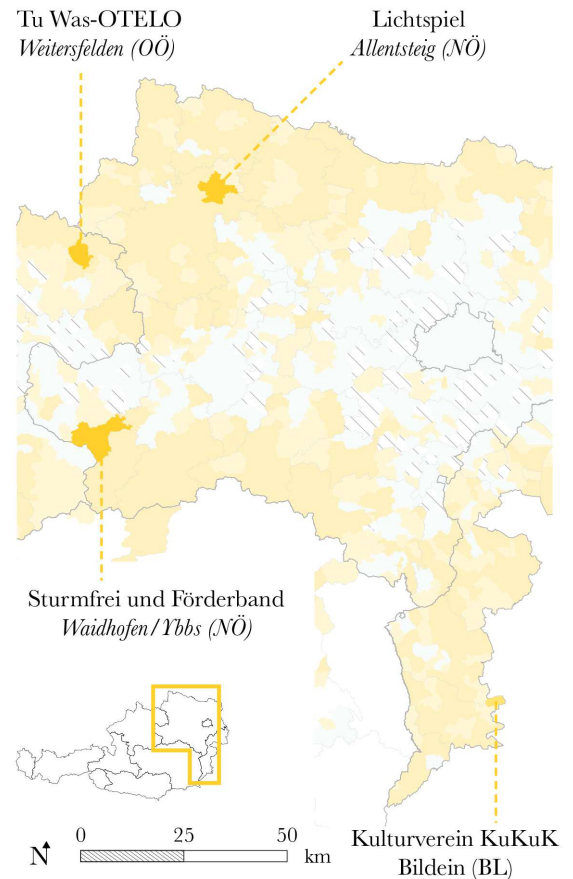 Tu Was-OTELO
Weitersfelden (OÖ)
Lichtspiel
Allentsteig (NÖ)
Sturmfrei und Förderband
Waidhofen/Ybbs (NÖ)
0 25 50
N km
Kulturverein KuKuK
Bildein (BL)